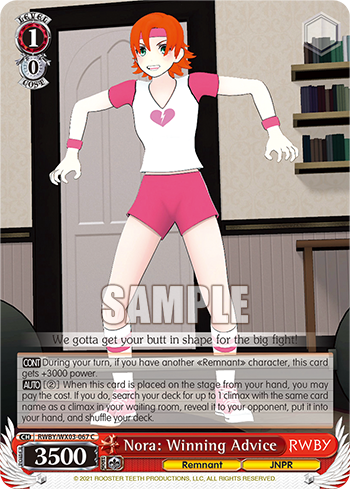 LEVEL
1
0
COST
SAMPLE
We gotta get your butt in shape for the big fight!
CONT During your turn, if you have another «Remnant» character, this card
gets +3000 power.
AUTO [②] When this card is placed on the stage from your hand, you may
pay the cost. If you do, search your deck for up to 1 climax with the same card
name as a climax in your waiting room, reveal it to your opponent, put it into
your hand, and shuffle your deck.
CH RWBY/WX03-067 C
POWER 3500 Nora: Winning Advice RWBY
Remnant JNPR
© 2021 ROOSTER TEETH PRODUCTIONS, LLC, ALL RIGHTS RESERVED.